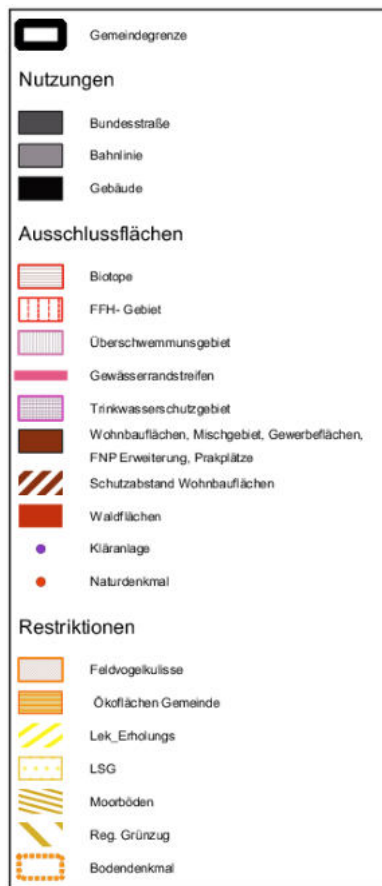 Gemeindegrenze
Nutzungen
Bundesstraße
Bahnlinie
Gebäude
Ausschlussflächen
Biotope
FFH- Gebiet
Überschwemmunsgebiet
Gewässerrandstreifen
Trinkwasserschutzgebiet
Wohnbauflächen, Mischgebiet, Gewerbeflächen,
FNP Erweiterung, Prakplätze
Schutzabstand Wohnbauflächen
Waldflächen
Kläranlage
Naturdenkmal
Restriktionen
Feldvogelkulisse
Ökoflächen Gemeinde
Lek_Erholungs
LSG
Moorböden
Reg. Grünzug
Bodendenkmal